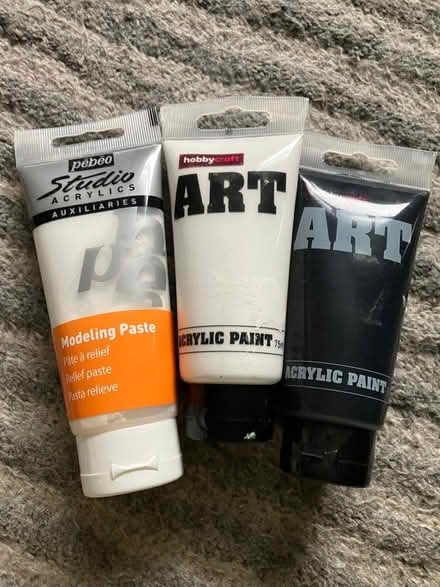 pebeo
Studio
ACRYLICS
AUXILIARIES
Modeling Paste
Pâte à relief
Relief paste
Pasta relieve
hobbycraft
ART
ACRYLIC PAINT 75m
ART
ACRYLIC PAINT